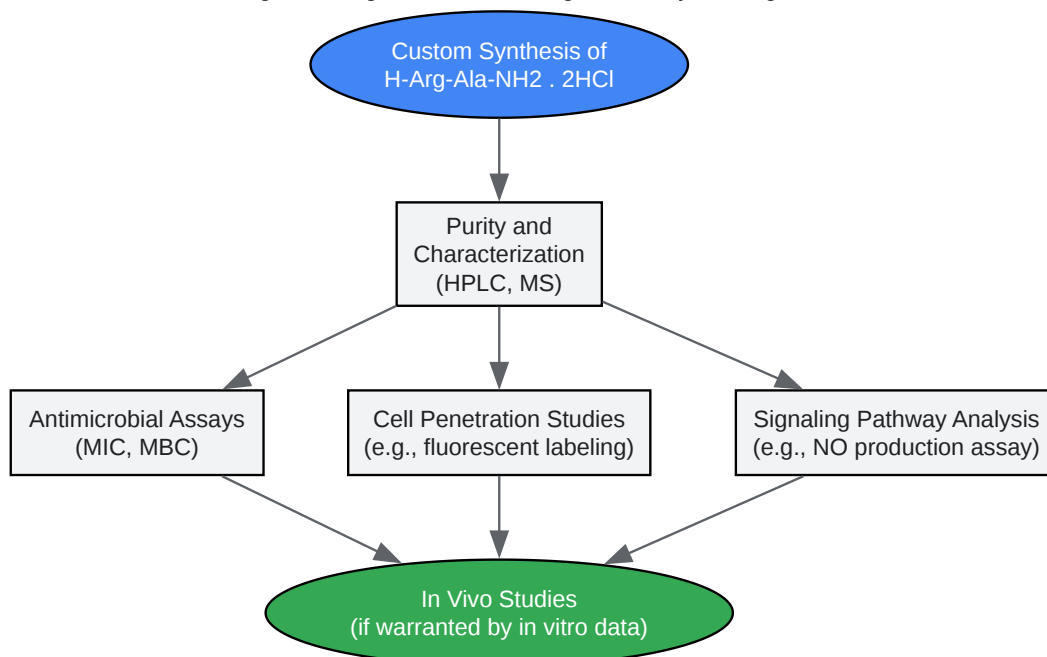 Custom Synthesis of
H-Arg-Ala-NH2 . 2HCl
Purity and
Characterization
(HPLC, MS)
Antimicrobial Assays
(MIC, MBC)
Cell Penetration Studies
(e.g., fluorescent labeling)
Signaling Pathway Analysis
(e.g., NO production assay)
In Vivo Studies
(if warranted by in vitro data)